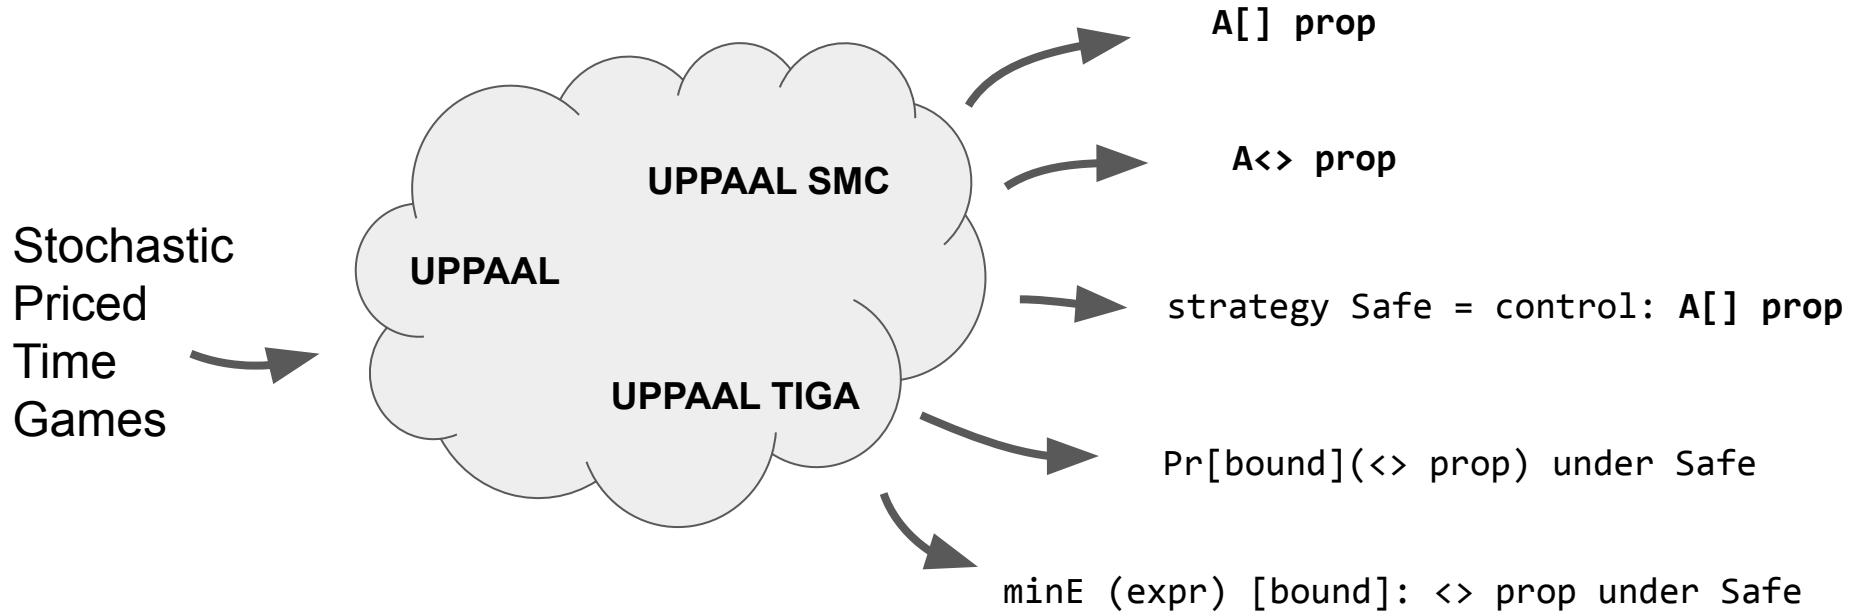 Stochastic
Priced
Time
Games
UPPAAL SMC
UPPAAL
UPPAAL TIGA
A[] prop
A<> prop
strategy Safe = control: A[] prop
Pr[bound](<> prop) under Safe
minE (expr) [bound]: <> prop under Safe